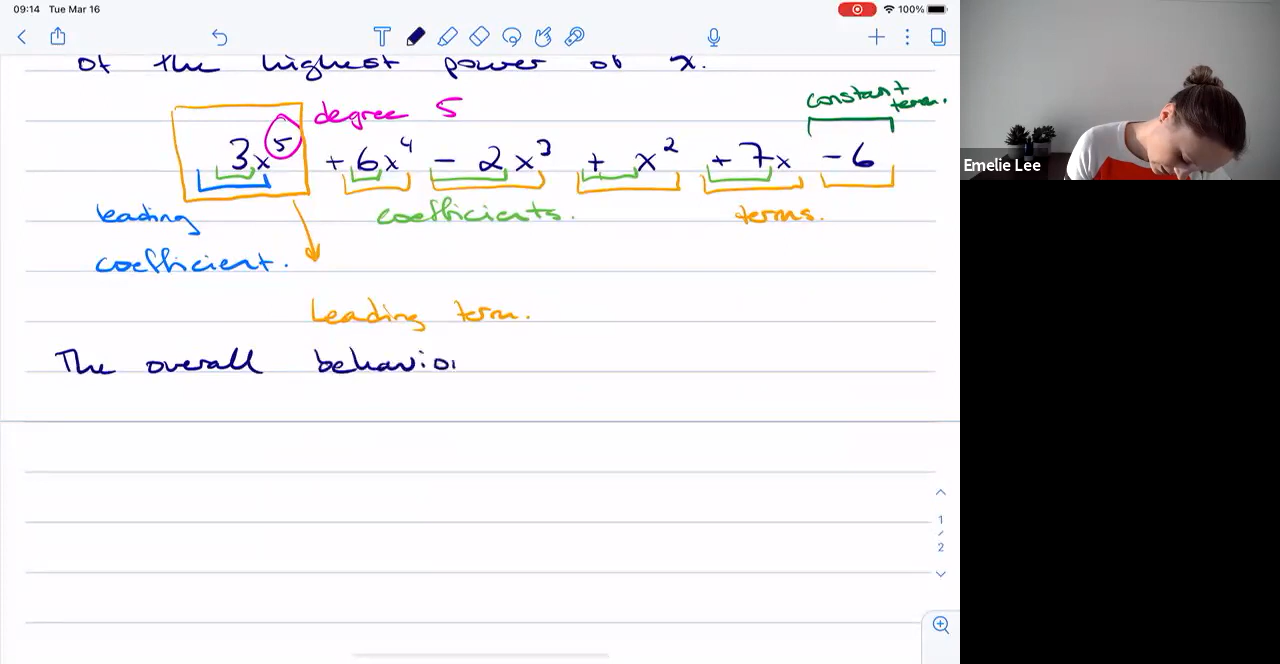 09:14 Tue Mar 16
100%
of the highest power of x.
constant
term.
degree 5
3x⁵ + 6x⁴ - 2x³ + x² + 7x - 6
Emelie Lee
leading coefficients. terms.
coefficient.
leading term.
The overall behavior
1
/
2